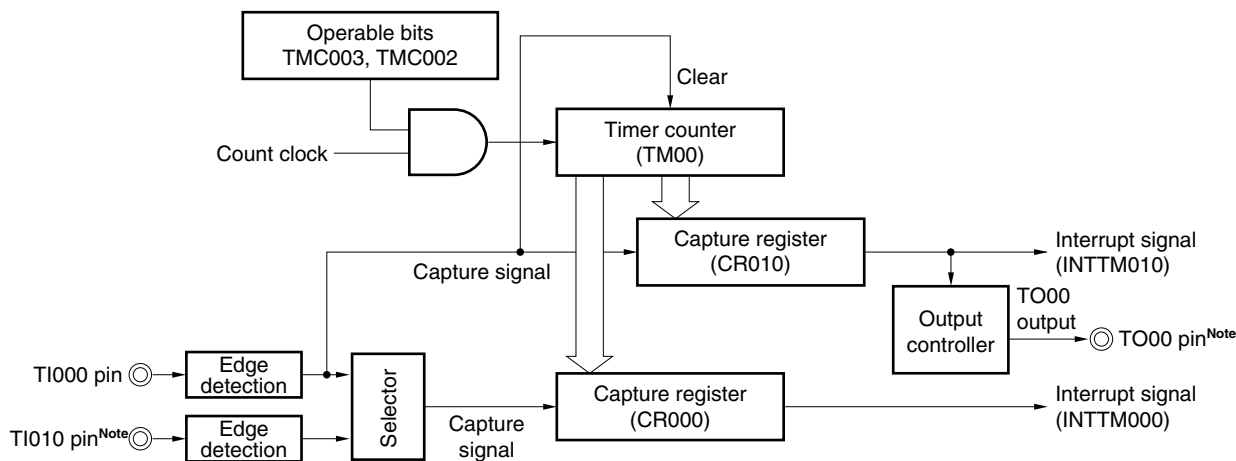 Operable bits
TMC003, TMC002
Clear
Count clock
Timer counter
(TM00)
Capture signal
Capture register
(CR010)
Interrupt signal
(INTTM010)
Output
controller
TO00
output
TO00 pinNote
TI000 pin
Edge
detection
TI010 pinNote
Edge
detection
Selector
Capture
signal
Capture register
(CR000)
Interrupt signal
(INTTM000)